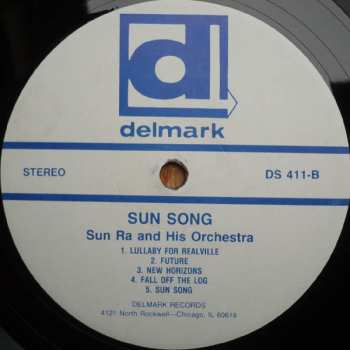 delmark
STEREO
DS 411-B
SUN SONG
Sun Ra and His Orchestra
1. LULLABY FOR REALVILLE
2. FUTURE
3. NEW HORIZONS
4. FALL OFF THE LOG
5. SUN SONG
DELMARK RECORDS
4121 North Rockwell—Chicago, IL 60618